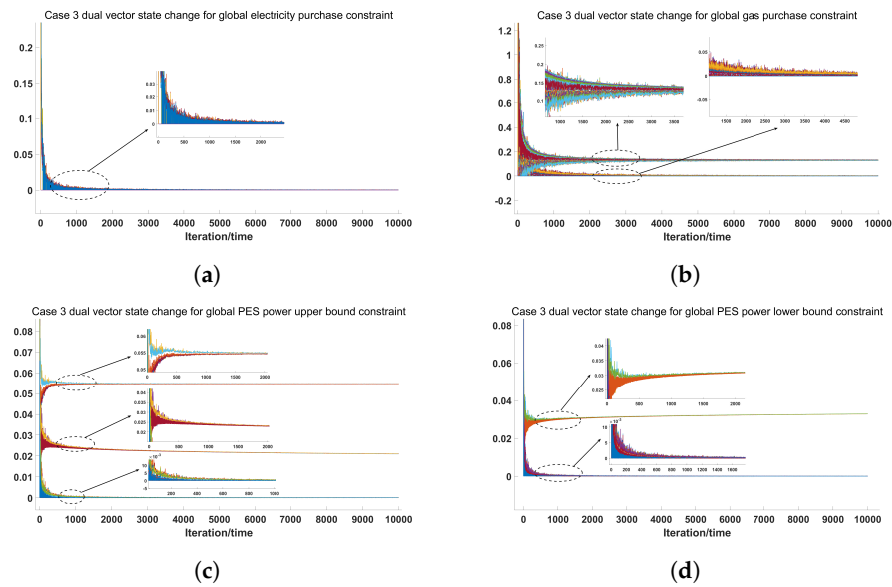 Case 3 dual vector state change for global electricity purchase constraint
0.2
0.15
0.1
0.05
0
0.03
0.02
0.01
0
0 500 1000 1500 2000
0 1000 2000 3000 4000 5000 6000 7000 8000 9000 10000
Iteration/time
(a)
Case 3 dual vector state change for global gas purchase constraint
1.2
1
0.8
0.6
0.4
0.2
0
-0.2
0.25
0.2
0.15
0.1
1000 1500 2000 2500 3000 3500
0.05
0
-0.05
1500 2000 2500 3000 3500 4000 4500
0 1000 2000 3000 4000 5000 6000 7000 8000 9000 10000
Iteration/time
(b)
Case 3 dual vector state change for global PES power upper bound constraint
0.08
0.07
0.06
0.05
0.04
0.03
0.02
0.01
0
0.06
0.055
0.05
0 500 1000 1500 2000
0.04
0.035
0.03
0.025
0.02
0 500 1000 1500 2000
10
5
0
-5
200 400 600 800 1000
0 1000 2000 3000 4000 5000 6000 7000 8000 9000 10000
Iteration/time
(c)
Case 3 dual vector state change for global PES power lower bound constraint
0.08
0.06
0.04
0.02
0
0.04
0.035
0.03
0.025
0 500 1000 1500 2000
10
5
0
0 200 400 600 800 1000 1200 1400 1600
0 1000 2000 3000 4000 5000 6000 7000 8000 9000 10000
Iteration/time
(d)